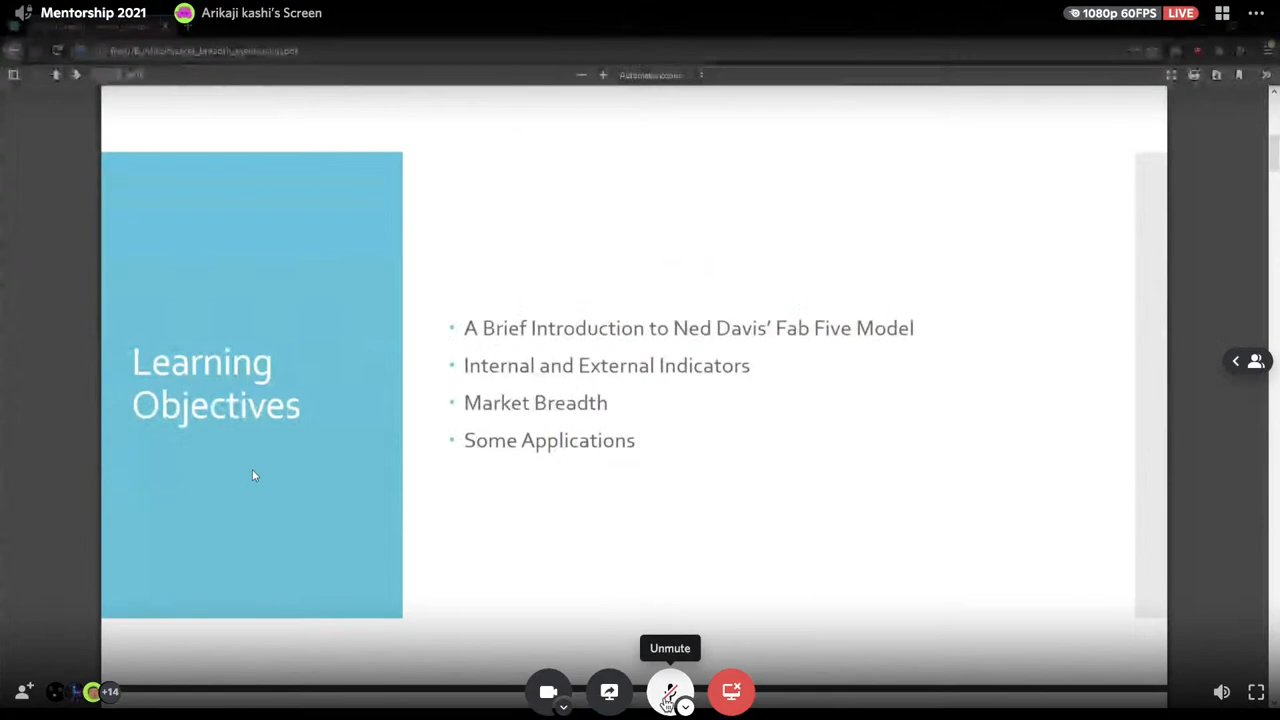 Mentorship 2021
Arikaji kashi's Screen
1080p 60FPS
LIVE
Learning
Objectives
• A Brief Introduction to Ned Davis' Fab Five Model
• Internal and External Indicators
• Market Breadth
• Some Applications
Unmute
+14